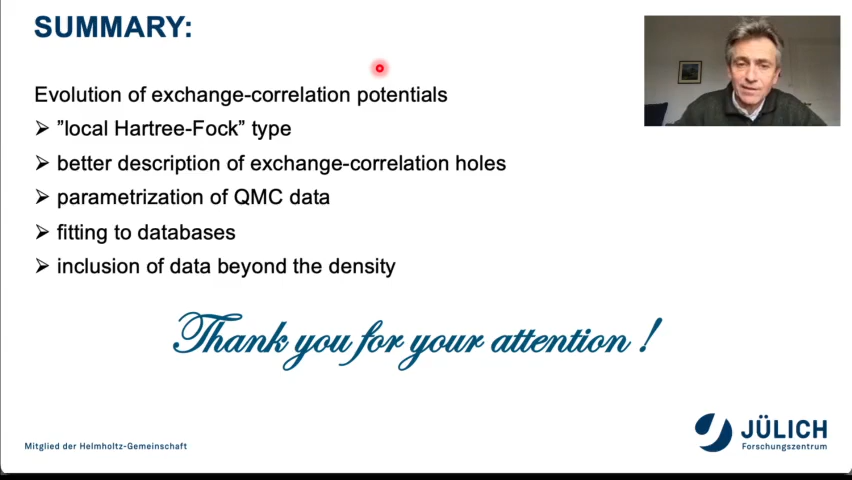 SUMMARY:
Evolution of exchange-correlation potentials
➢ ”local Hartree-Fock” type
➢ better description of exchange-correlation holes
➢ parametrization of QMC data
➢ fitting to databases
➢ inclusion of data beyond the density
Thank you for your attention !
Mitglied der Helmholtz-Gemeinschaft
JÜLICH
Forschungszentrum